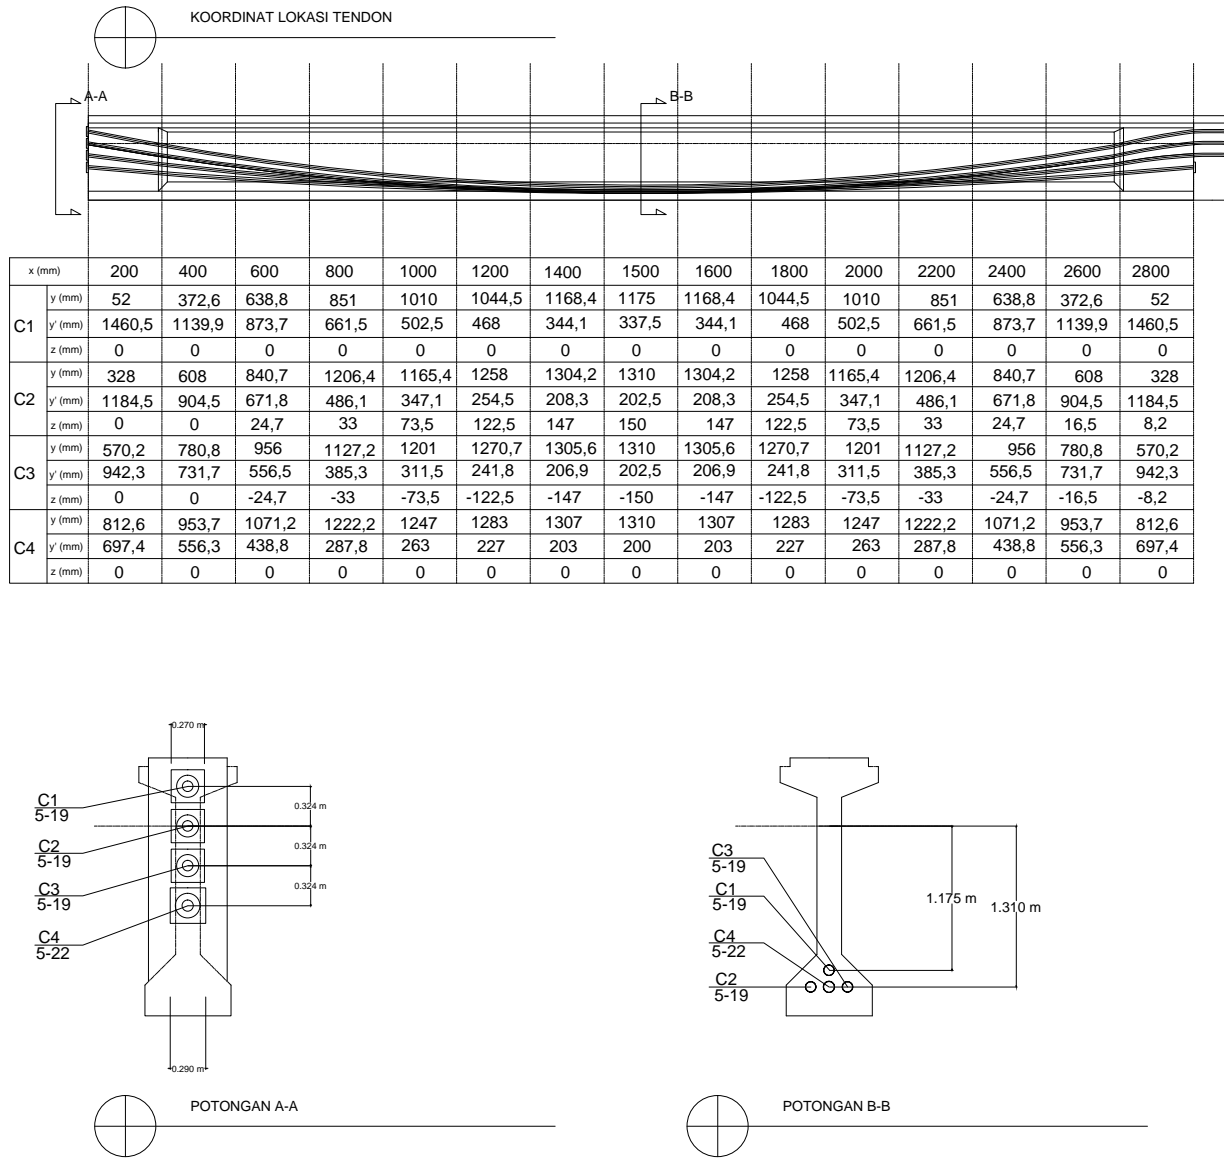 KOORDINAT LOKASI TENDON
A-A B-B
x (mm) 200 400 600 800 1000 1200 1400 1500 1600 1800 2000 2200 2400 2600 2800
C1
y (mm) 52 372,6 638,8 851 1010 1044,5 1168,4 1175 1168,4 1044,5 1010 851 638,8 372,6 52
y' (mm) 1460,5 1139,9 873,7 661,5 502,5 468 344,1 337,5 344,1 468 502,5 661,5 873,7 1139,9 1460,5
z (mm) 0 0 0 0 0 0 0 0 0 0 0 0 0 0 0
C2
y (mm) 328 608 840,7 1206,4 1165,4 1258 1304,2 1310 1304,2 1258 1165,4 1206,4 840,7 608 328
y' (mm) 1184,5 904,5 671,8 486,1 347,1 254,5 208,3 202,5 208,3 254,5 347,1 486,1 671,8 904,5 1184,5
z (mm) 0 0 24,7 33 73,5 122,5 147 150 147 122,5 73,5 33 24,7 16,5 8,2
C3
y (mm) 570,2 780,8 956 1127,2 1201 1270,7 1305,6 1310 1305,6 1270,7 1201 1127,2 956 780,8 570,2
y' (mm) 942,3 731,7 556,5 385,3 311,5 241,8 206,9 202,5 206,9 241,8 311,5 385,3 556,5 731,7 942,3
z (mm) 0 0 -24,7 -33 -73,5 -122,5 -147 -150 -147 -122,5 -73,5 -33 -24,7 -16,5 -8,2
C4
y (mm) 812,6 953,7 1071,2 1222,2 1247 1283 1307 1310 1307 1283 1247 1222,2 1071,2 953,7 812,6
y' (mm) 697,4 556,3 438,8 287,8 263 227 203 200 203 227 263 287,8 438,8 556,3 697,4
z (mm) 0 0 0 0 0 0 0 0 0 0 0 0 0 0 0
0.270 m
C1
5-19
0.324 m
C2
5-19
0.324 m
C3
5-19
0.324 m
C4
5-22
0.290 m
POTONGAN A-A
C3
5-19
C1
5-19
1.175 m
1.310 m
C4
5-22
C2
5-19
POTONGAN B-B